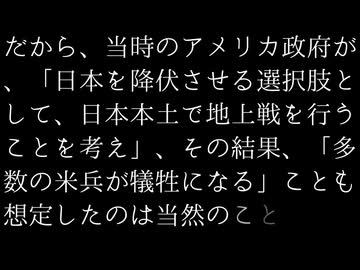 だから、当時のアメリカ政府が
、「日本を降伏させる選択肢と
して、日本本土で地上戦を行う
ことを考え」、その結果、「多
数の米兵が犠牲になる」ことも
想定したのは当然のこと